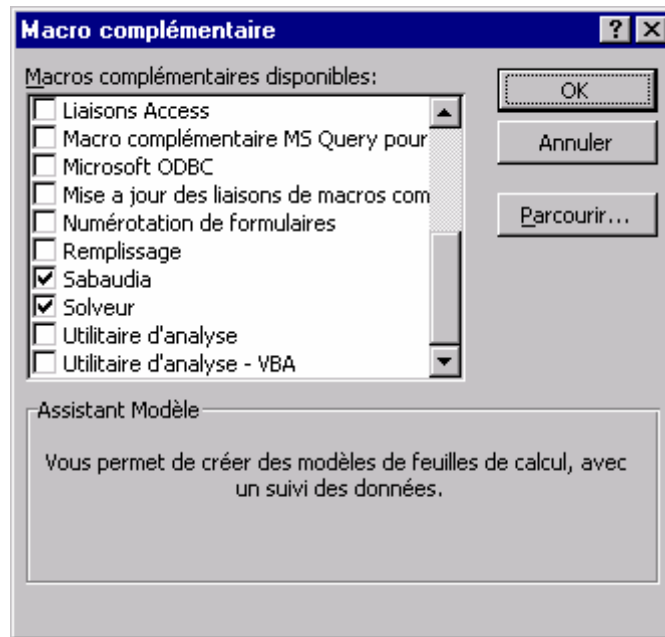 Macro complémentaire
Macros complémentaires disponibles:
Liaisons Access
Macro complémentaire MS Query pour
Microsoft ODBC
Mise a jour des liaisons de macros com
Numérotation de formulaires
Remplissage
Sabaudia
Solveur
Utilitaire d'analyse
Utilitaire d'analyse - VBA
OK
Annuler
Parcourir...
Assistant Modèle
Vous permet de créer des modèles de feuilles de calcul, avec
un suivi des données.